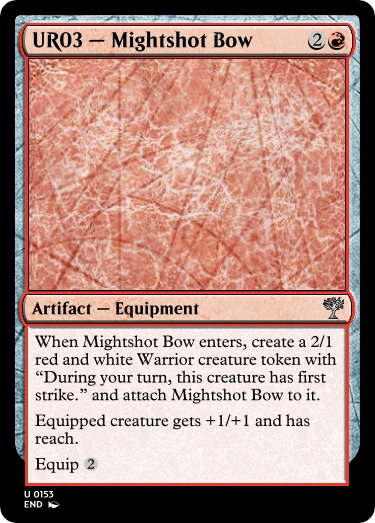 UR03 — Mightshot Bow 2
Artifact — Equipment
When Mightshot Bow enters, create a 2/1
red and white Warrior creature token with
“During your turn, this creature has first
strike.” and attach Mightshot Bow to it.
Equipped creature gets +1/+1 and has
reach.
Equip 2
U 0153
END